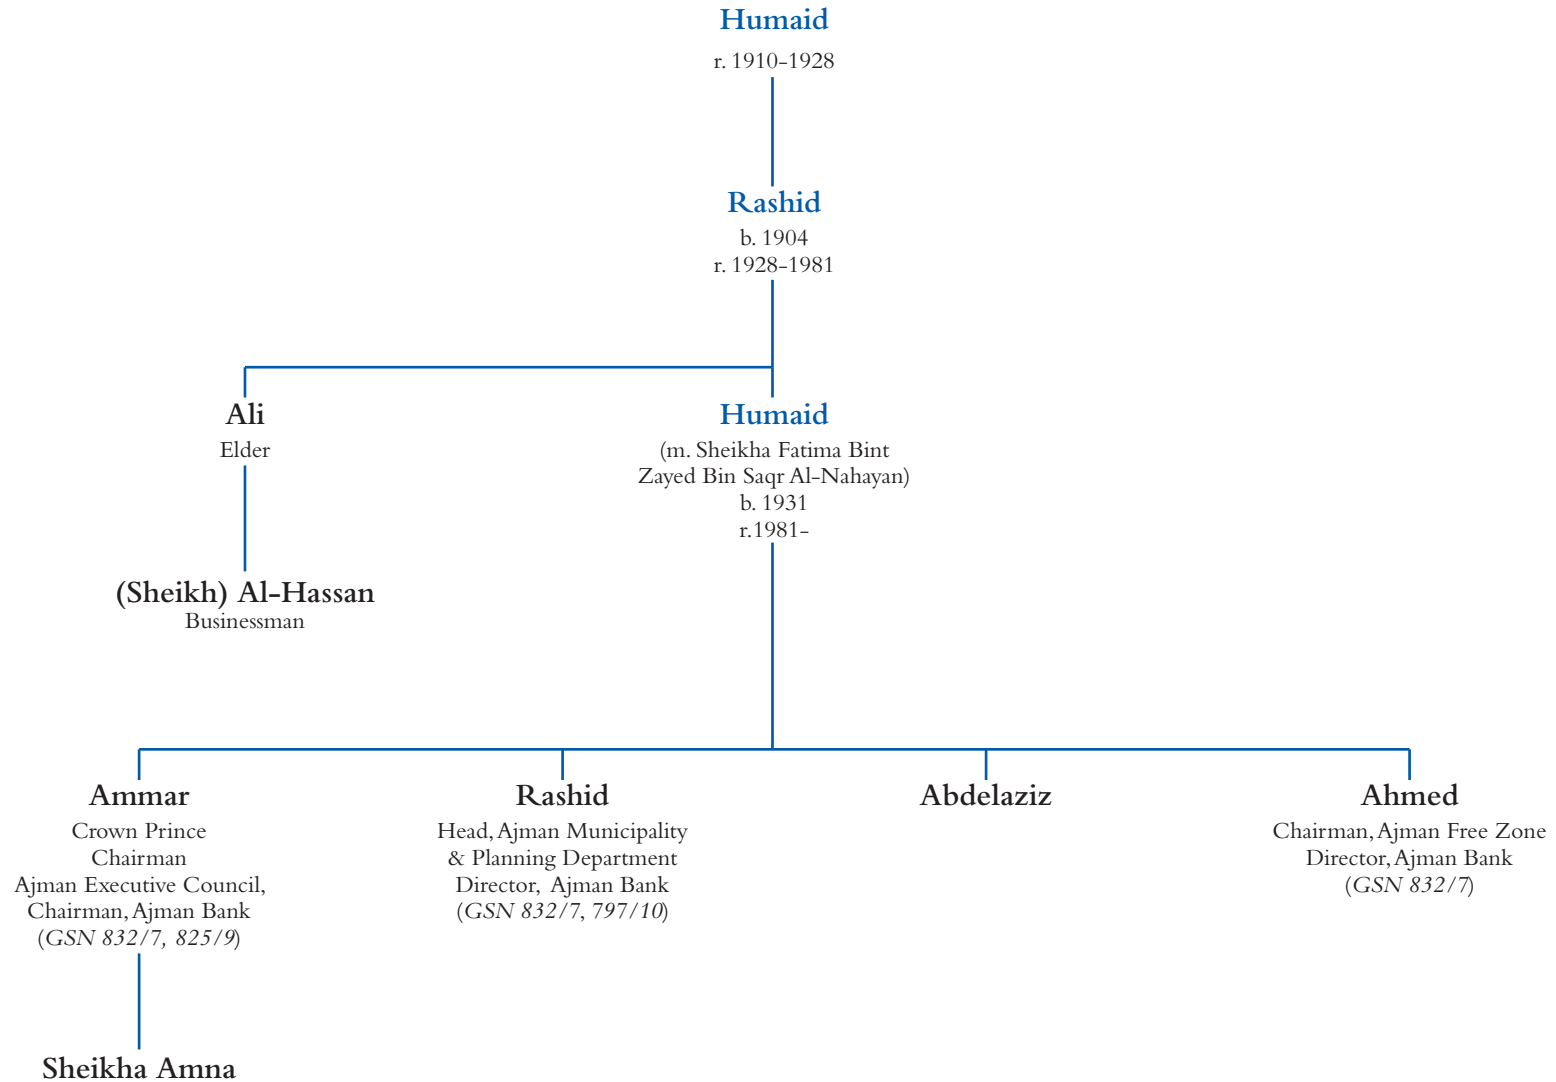 Humaid
r. 1910-1928
Rashid
b. 1904
r. 1928-1981
Ali
Elder
Humaid
(m. Sheikha Fatima Bint
Zayed Bin Saqr Al-Nahayan)
b. 1931
r.1981-
(Sheikh) Al-Hassan
Businessman
Ammar
Crown Prince
Chairman
Ajman Executive Council,
Chairman, Ajman Bank
(GSN 832/7, 825/9)
Rashid
Head, Ajman Municipality
& Planning Department
Director, Ajman Bank
(GSN 832/7, 797/10)
Abdelaziz
Ahmed
Chairman, Ajman Free Zone
Director, Ajman Bank
(GSN 832/7)
Sheikha Amna